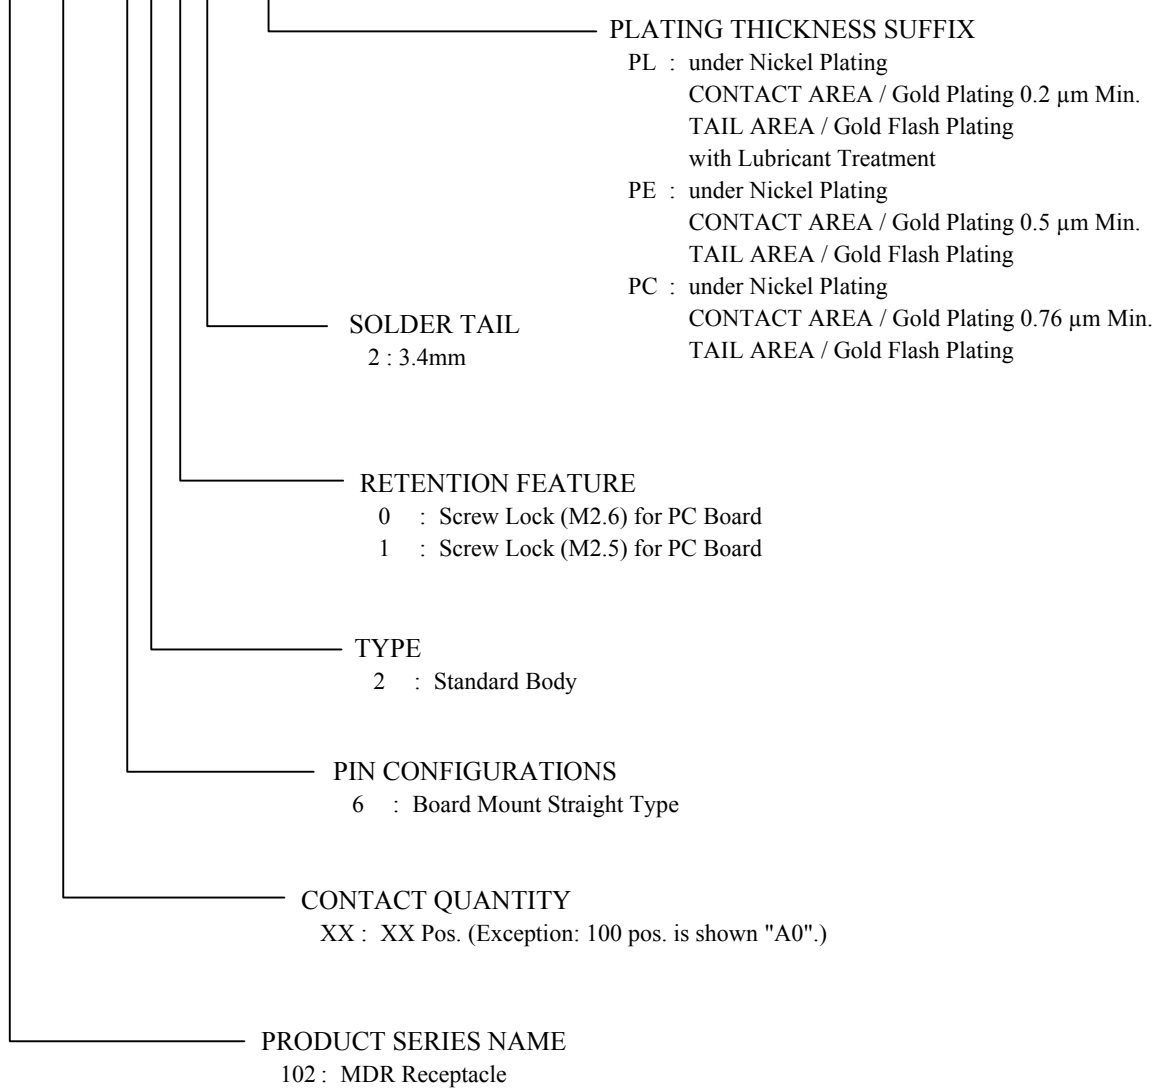 PLATING THICKNESS SUFFIX
PL : under Nickel Plating
CONTACT AREA / Gold Plating 0.2 µm Min.
TAIL AREA / Gold Flash Plating
with Lubricant Treatment
PE : under Nickel Plating
CONTACT AREA / Gold Plating 0.5 µm Min.
TAIL AREA / Gold Flash Plating
PC : under Nickel Plating
CONTACT AREA / Gold Plating 0.76 µm Min.
TAIL AREA / Gold Flash Plating
SOLDER TAIL
2 : 3.4mm
RETENTION FEATURE
0 : Screw Lock (M2.6) for PC Board
1 : Screw Lock (M2.5) for PC Board
TYPE
2 : Standard Body
PIN CONFIGURATIONS
6 : Board Mount Straight Type
CONTACT QUANTITY
XX : XX Pos. (Exception: 100 pos. is shown "A0".)
PRODUCT SERIES NAME
102 : MDR Receptacle